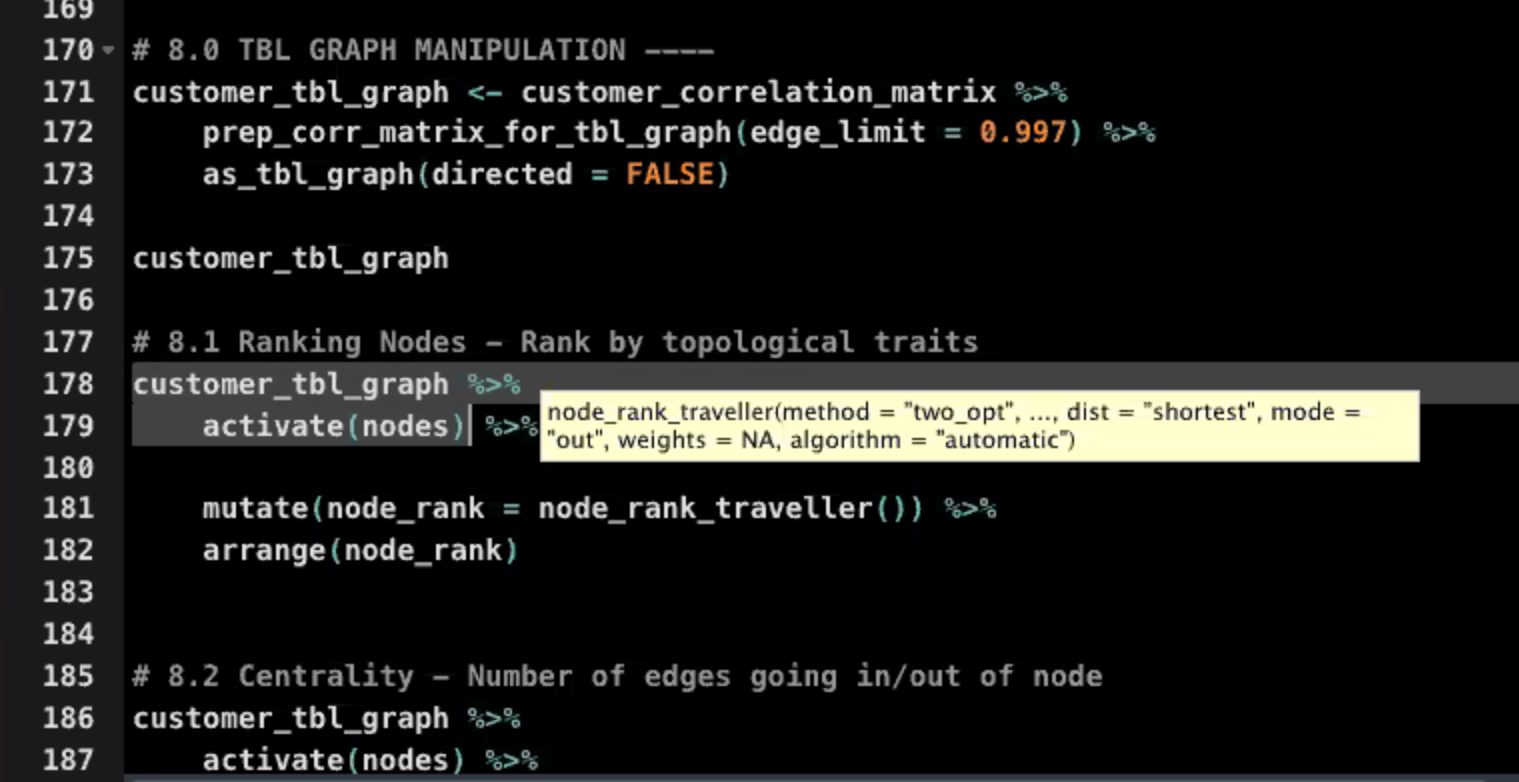 169
170 # 8.0 TBL GRAPH MANIPULATION ----
171 customer_tbl_graph <- customer_correlation_matrix %>%
172 prep_corr_matrix_for_tbl_graph(edge_limit = 0.997) %>%
173 as_tbl_graph(directed = FALSE)
174
175 customer_tbl_graph
176
177 # 8.1 Ranking Nodes - Rank by topological traits
178 customer_tbl_graph %>%
179 activate(nodes) %>%
node_rank_traveller(method = "two_opt", ..., dist = "shortest", mode =
"out", weights = NA, algorithm = "automatic")
180
181 mutate(node_rank = node_rank_traveller()) %>%
182 arrange(node_rank)
183
184
185 # 8.2 Centrality - Number of edges going in/out of node
186 customer_tbl_graph %>%
187 activate(nodes) %>%